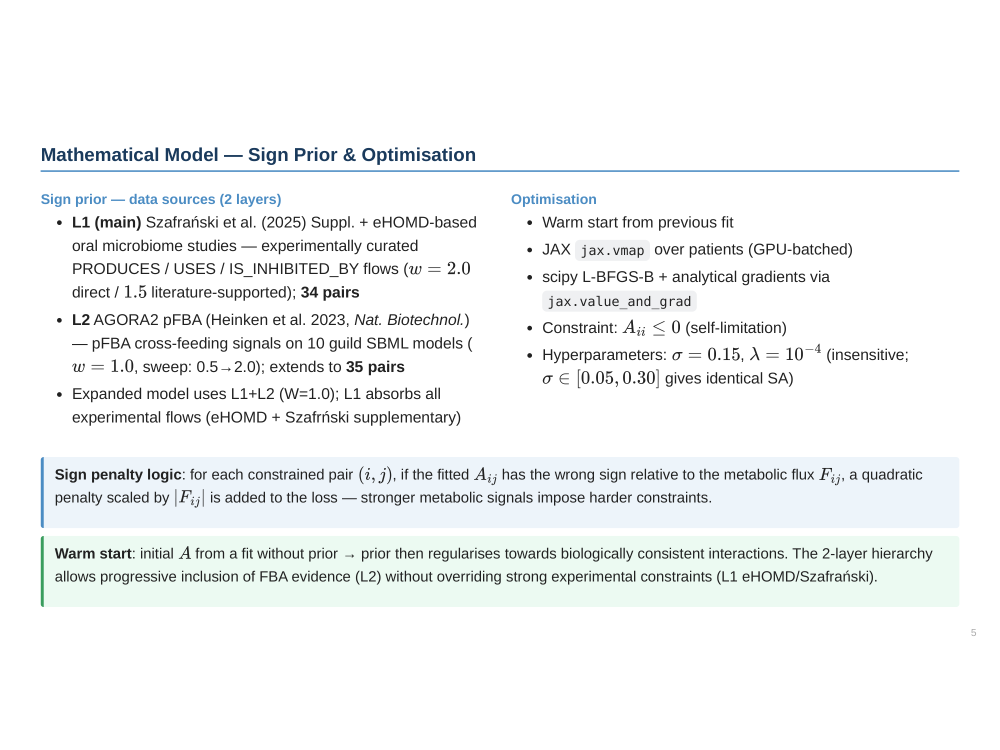 Mathematical Model — Sign Prior & Optimisation
Sign prior — data sources (2 layers)
• L1 (main) Szafrański et al. (2025) Suppl. + eHOMD-based
oral microbiome studies — experimentally curated
PRODUCES / USES / IS_INHIBITED_BY flows (w = 2.0
direct / 1.5 literature-supported); 34 pairs
• L2 AGORA2 pFBA (Heinken et al. 2023, Nat. Biotechnol.)
— pFBA cross-feeding signals on 10 guild SBML models (
w = 1.0, sweep: 0.5→2.0); extends to 35 pairs
• Expanded model uses L1+L2 (W=1.0); L1 absorbs all
experimental flows (eHOMD + Szafrński supplementary)
Optimisation
• Warm start from previous fit
• JAX jax.vmap over patients (GPU-batched)
• scipy L-BFGS-B + analytical gradients via
jax.value_and_grad
• Constraint: A_{ii} ≤ 0 (self-limitation)
• Hyperparameters: σ = 0.15, λ = 10^{−4} (insensitive;
σ ∈ [0.05, 0.30] gives identical SA)
Sign penalty logic: for each constrained pair (i, j), if the fitted A_{ij} has the wrong sign relative to the metabolic flux F_{ij}, a quadratic
penalty scaled by |F_{ij}| is added to the loss — stronger metabolic signals impose harder constraints.
Warm start: initial A from a fit without prior → prior then regularises towards biologically consistent interactions. The 2-layer hierarchy
allows progressive inclusion of FBA evidence (L2) without overriding strong experimental constraints (L1 eHOMD/Szafrański).
5